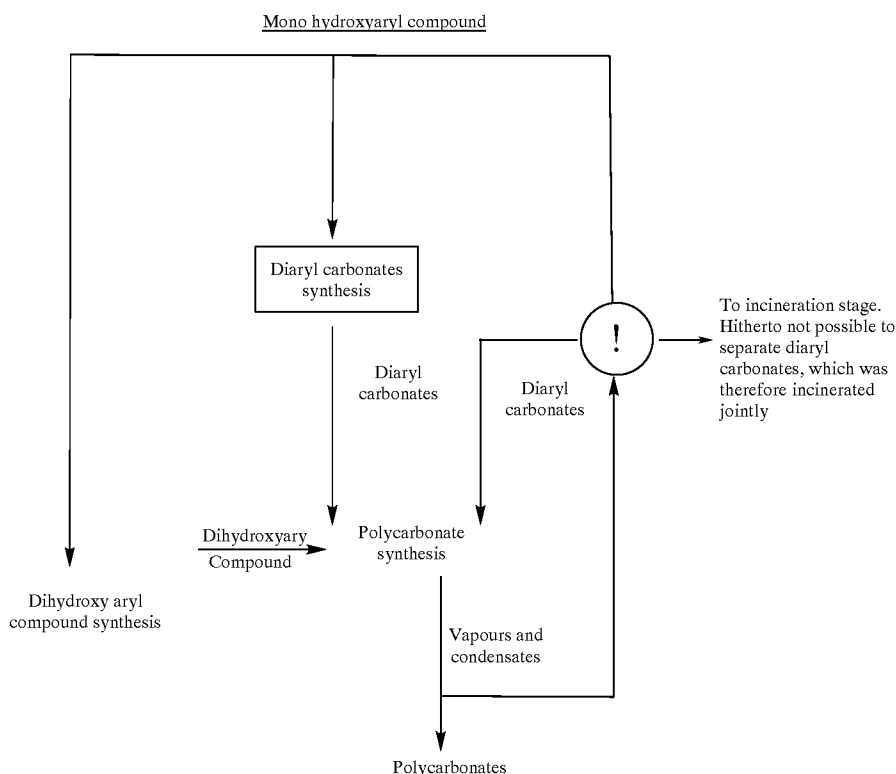 Mono hydroxyaryl compound
Diaryl carbonates
synthesis
!
To incineration stage.
Hitherto not possible to
separate diaryl
carbonates, which was
therefore incinerated
jointly
Diaryl
carbonates
Diaryl
carbonates
Dihydroxyary
Compound
Polycarbonate
synthesis
Dihydroxy aryl
compound synthesis
Vapours and
condensates
Polycarbonates